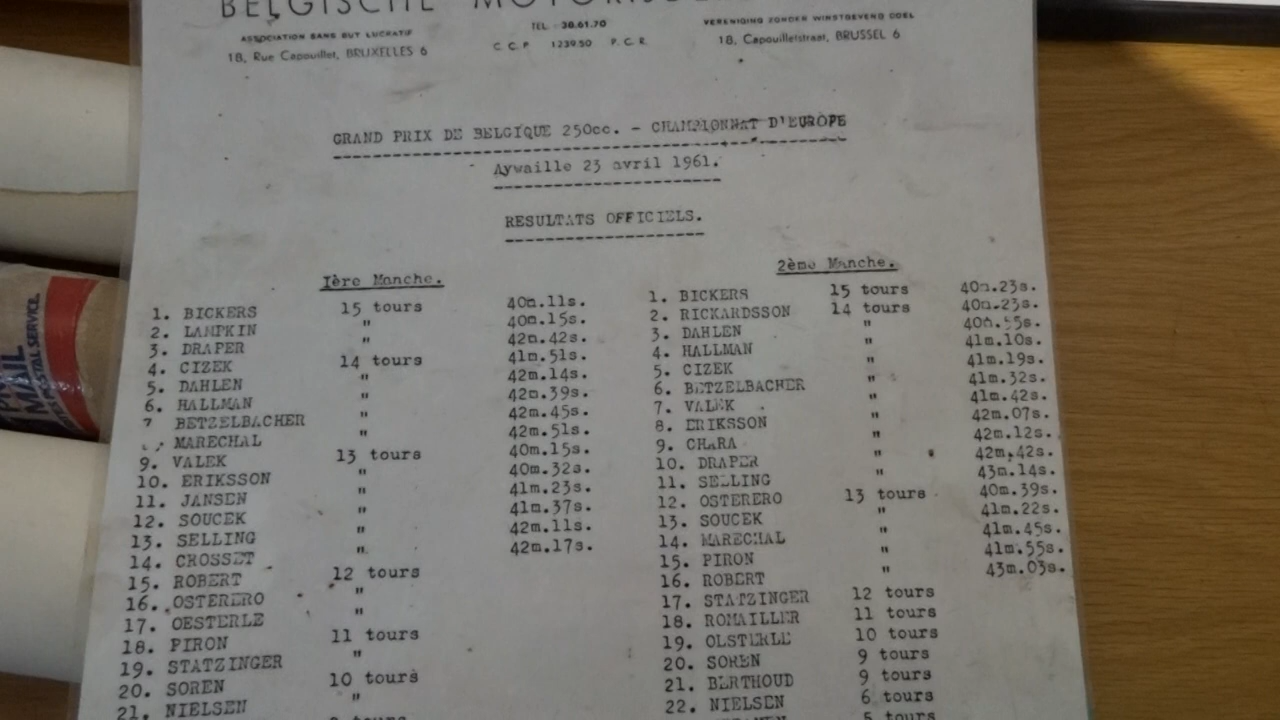 BELGISCHE
TEL. 38.61.70
ASSOCIATION SANS BUT LUCRATIF
VERENIGING ZONDER WINSTGEVEND DOEL
18, Rue Capouillet, BRUXELLES 6
C. C. P. 1239.50 P. C. R.
18, Capouilletstraat, BRUSSEL 6
GRAND PRIX DE BELGIQUE 250cc. - CHAMPIONNAT D'EUROPE
Aywaille 23 avril 1961.
RESULTATS OFFICIELS.
Ière Manche.
1. BICKERS 15 tours 40m.11s.
2. LAMPKIN " 40m.15s.
3. DRAPER " 42m.42s.
4. CIZEK 14 tours 41m.51s.
5. DAHLEN " 42m.14s.
6. HALLMAN " 42m.39s.
7 BETZELBACHER " 42m.45s.
MARECHAL " 42m.51s.
9. VALEK 13 tours 40m.15s.
10. ERIKSSON " 40m.32s.
11. JANSEN " 41m.23s.
12. SOUCEK " 41m.37s.
13. SELLING " 42m.11s.
14. CROSSET " 42m.17s.
15. ROBERT 12 tours
16. OSTERERO "
17. OESTERLE "
18. PIRON 11 tours
19. STATZINGER "
20. SOREN 10 tours
21. NIELSEN "
2ème Manche.
1. BICKERS 15 tours 40m.23s.
2. RICKARDSSON 14 tours 40m.23s.
3. DAHLEN " 40m.55s.
4. HALLMAN " 41m.10s.
5. CIZEK " 41m.19s.
6. BETZELBACHER " 41m.32s.
7. VALEK " 41m.42s.
8. ERIKSSON " 42m.07s.
9. CHARA " 42m.12s.
10. DRAPER " 42m.42s.
11. SELLING " 43m.14s.
12. OSTERERO 13 tours 40m.39s.
13. SOUCEK " 41m.22s.
14. MARECHAL " 41m.45s.
15. PIRON " 41m.55s.
16. ROBERT " 43m.03s.
17. STATZINGER 12 tours
18. ROMAILLER 11 tours
19. OLSTERLE 10 tours
20. SOREN 9 tours
21. BERTHOUD 9 tours
22. NIELSEN 6 tours
5 tours
MAIL
POSTAL SERVICE